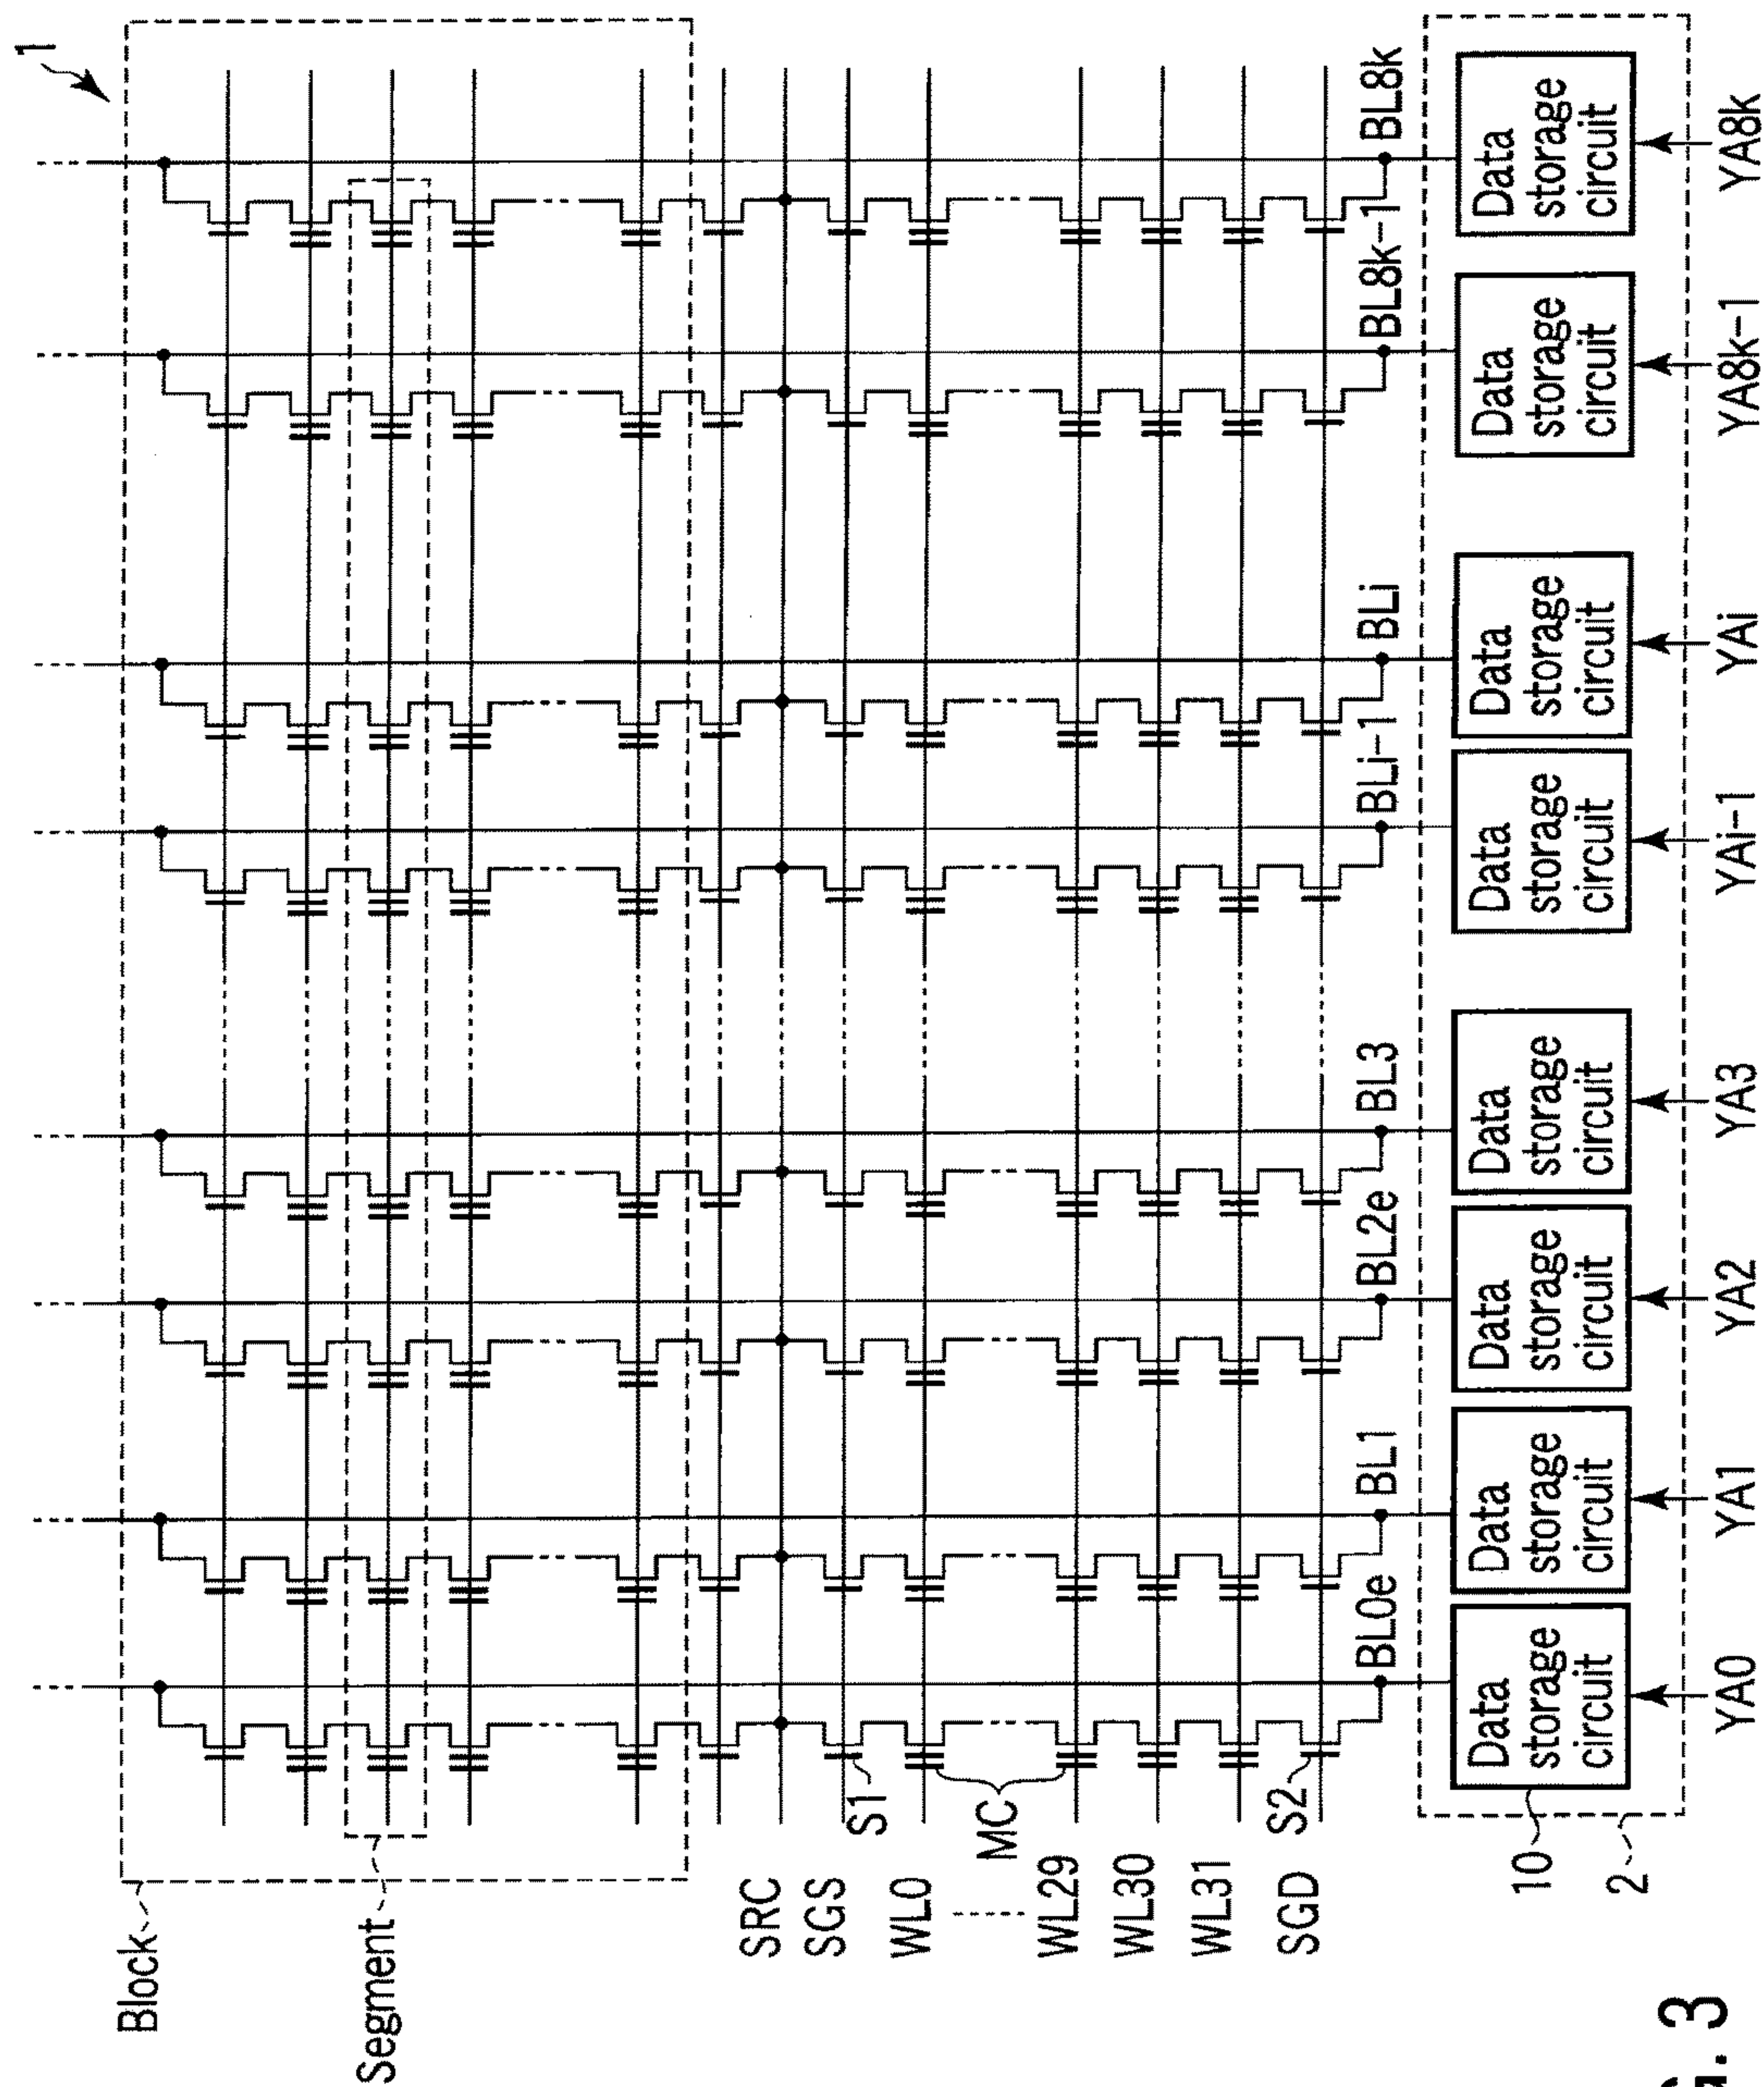 1
Block
Segment
SRC
SGS
WL0
WL29
WL30
WL31
SGD
S1
MC
S2
BL0e
BL1
BL2e
BL3
BLi-1
BLi
BL8k-1
BL8k
Data
storage
circuit
Data
storage
circuit
Data
storage
circuit
Data
storage
circuit
Data
storage
circuit
Data
storage
circuit
Data
storage
circuit
Data
storage
circuit
10
2
YA0
YA1
YA2
YA3
YAi-1
YAi
YA8k-1
YA8k
G. 3